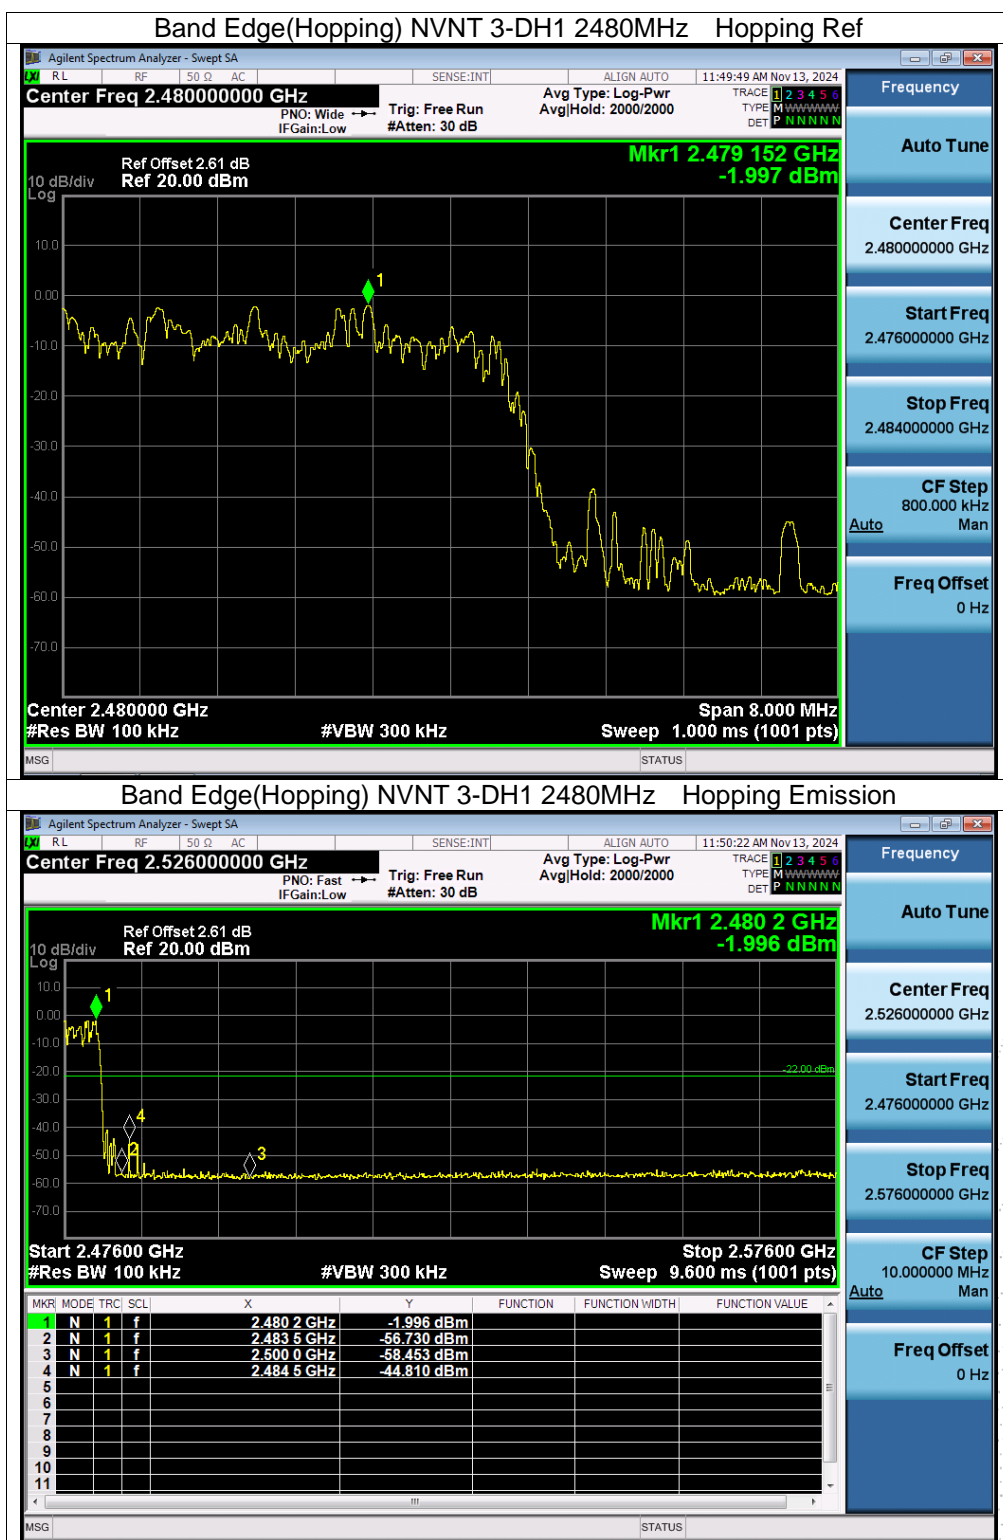 Band Edge(Hopping) NVNT 3-DH1 2480MHz Hopping Ref
Agilent Spectrum Analyzer - Swept SA
LXI RL RF 50 Ω AC SENSE:INT ALIGN AUTO 11:49:49 AM Nov 13, 2024
Center Freq 2.480000000 GHz
PNO: Wide
IFGain:Low
Trig: Free Run
#Atten: 30 dB
Avg Type: Log-Pwr
Avg|Hold: 2000/2000
TRACE 1 2 3 4 5 6
TYPE M WWWWW
DET P N N N N N
Frequency
Mkr1 2.479 152 GHz
-1.997 dBm
Ref Offset 2.61 dB
10 dB/div Ref 20.00 dBm
Log
10.0
0.00
-10.0
-20.0
-30.0
-40.0
-50.0
-60.0
-70.0
1
Center 2.480000 GHz Span 8.000 MHz
#Res BW 100 kHz #VBW 300 kHz Sweep 1.000 ms (1001 pts)
Auto Tune
Center Freq
2.480000000 GHz
Start Freq
2.476000000 GHz
Stop Freq
2.484000000 GHz
CF Step
800.000 kHz
Auto Man
Freq Offset
0 Hz
MSG STATUS
Band Edge(Hopping) NVNT 3-DH1 2480MHz Hopping Emission
Agilent Spectrum Analyzer - Swept SA
LXI RL RF 50 Ω AC SENSE:INT ALIGN AUTO 11:50:22 AM Nov 13, 2024
Center Freq 2.526000000 GHz
PNO: Fast
IFGain:Low
Trig: Free Run
#Atten: 30 dB
Avg Type: Log-Pwr
Avg|Hold: 2000/2000
TRACE 1 2 3 4 5 6
TYPE M WWWWW
DET P N N N N N
Frequency
Mkr1 2.480 2 GHz
-1.996 dBm
Ref Offset 2.61 dB
10 dB/div Ref 20.00 dBm
Log
10.0
0.00
-10.0
-20.0
-30.0
-40.0
-50.0
-60.0
-70.0
1
-22.00 dBm
4
2
3
Start 2.47600 GHz Stop 2.57600 GHz
#Res BW 100 kHz #VBW 300 kHz Sweep 9.600 ms (1001 pts)
MKR MODE TRC SCL X Y FUNCTION FUNCTION WIDTH FUNCTION VALUE
1 N 1 f 2.480 2 GHz -1.996 dBm
2 N 1 f 2.483 5 GHz -56.730 dBm
3 N 1 f 2.500 0 GHz -58.453 dBm
4 N 1 f 2.484 5 GHz -44.810 dBm
5
6
7
8
9
10
11
Auto Tune
Center Freq
2.526000000 GHz
Start Freq
2.476000000 GHz
Stop Freq
2.576000000 GHz
CF Step
10.000000 MHz
Auto Man
Freq Offset
0 Hz
MSG STATUS